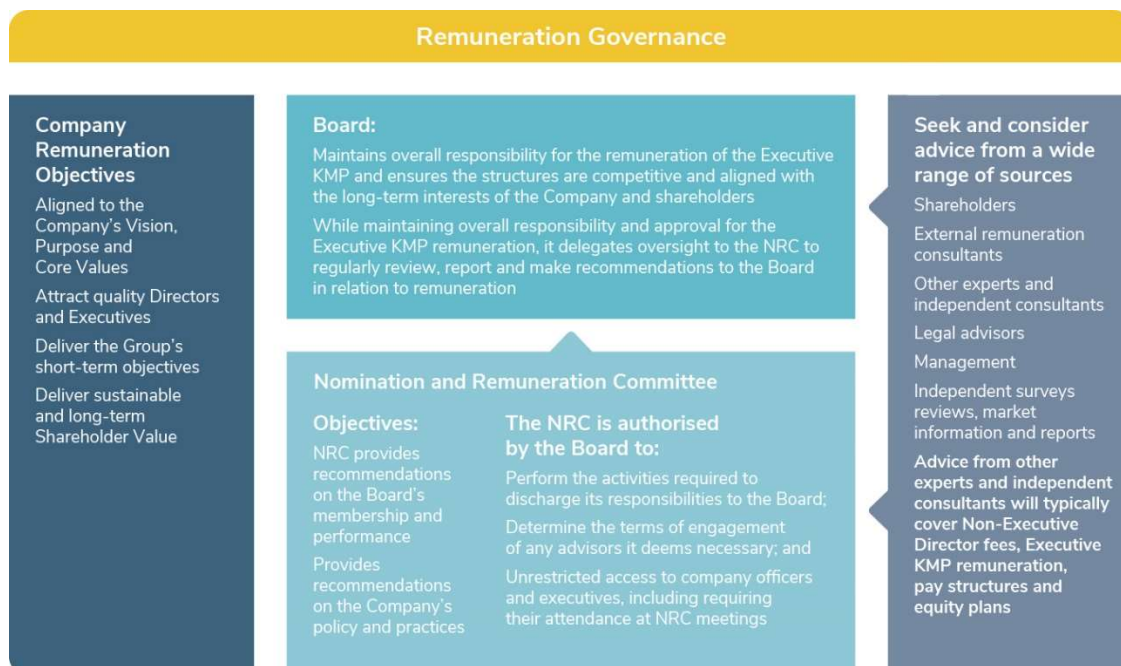 Remuneration Governance
Company
Remuneration
Objectives
Aligned to the
Company's Vision,
Purpose and
Core Values
Attract quality Directors
and Executives
Deliver the Group's
short-term objectives
Deliver sustainable
and long-term
Shareholder Value
Board:
Maintains overall responsibility for the remuneration of the Executive
KMP and ensures the structures are competitive and aligned with
the long-term interests of the Company and shareholders
While maintaining overall responsibility and approval for the
Executive KMP remuneration, it delegates oversight to the NRC to
regularly review, report and make recommendations to the Board
in relation to remuneration
Nomination and Remuneration Committee
Objectives:
NRC provides
recommendations
on the Board's
membership and
performance
Provides
recommendations
on the Company's
policy and practices
The NRC is authorised
by the Board to:
Perform the activities required to
discharge its responsibilities to the Board;
Determine the terms of engagement
of any advisors it deems necessary; and
Unrestricted access to company officers
and executives, including requiring
their attendance at NRC meetings
Seek and consider
advice from a wide
range of sources
Shareholders
External remuneration
consultants
Other experts and
independent consultants
Legal advisors
Management
Independent surveys
reviews, market
information and reports
Advice from other
experts and independent
consultants will typically
cover Non-Executive
Director fees, Executive
KMP remuneration,
pay structures and
equity plans